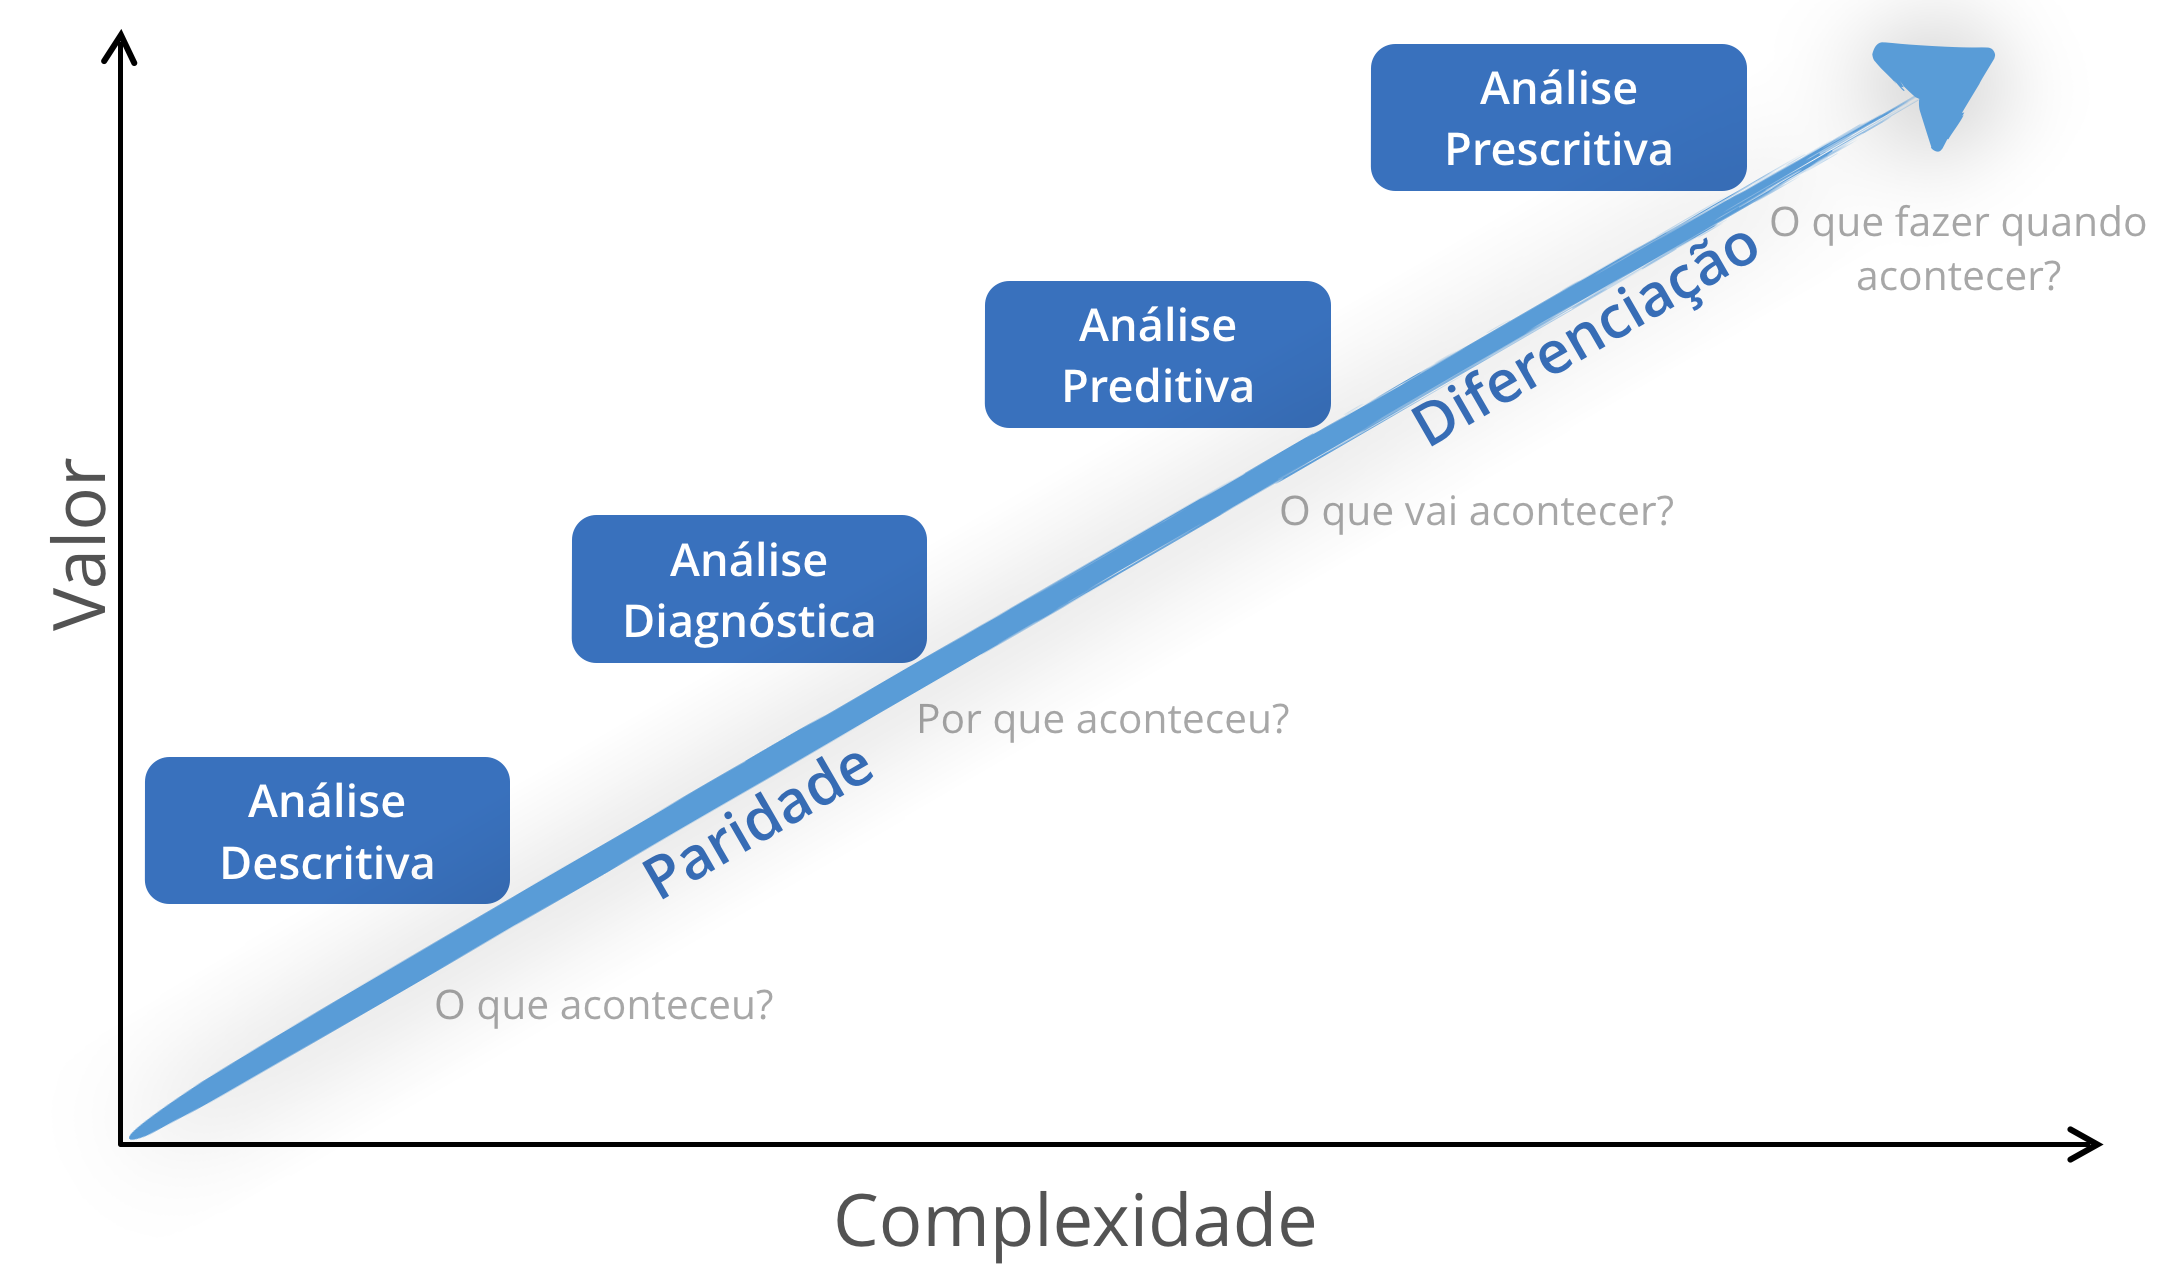 Análise
Prescritiva
O que fazer quando
acontecer?
Diferenciação
Análise
Preditiva
O que vai acontecer?
Valor
Análise
Diagnóstica
Por que aconteceu?
Paridade
Análise
Descritiva
O que aconteceu?
Complexidade